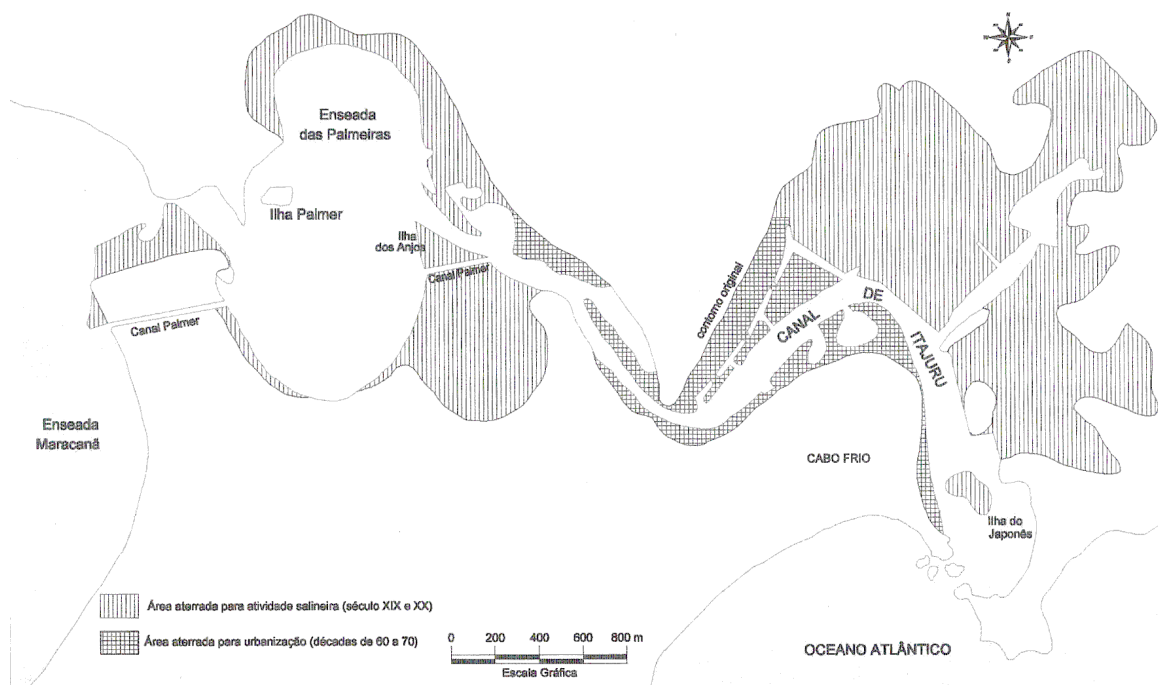 N
Enseada
das Palmeiras
Ilha Palmer
Ilha
dos Anjos
Canal Palmer
Canal Palmer
contorno original
CANAL
DE
ITAJURU
Enseada
Maracanã
CABO FRIO
Ilha do
Japonês
Área aterrada para atividade salineira (século XIX e XX)
Área aterrada para urbanização (décadas de 60 a 70)
0 200 400 600 800 m
Escala Gráfica
OCEANO ATLÂNTICO